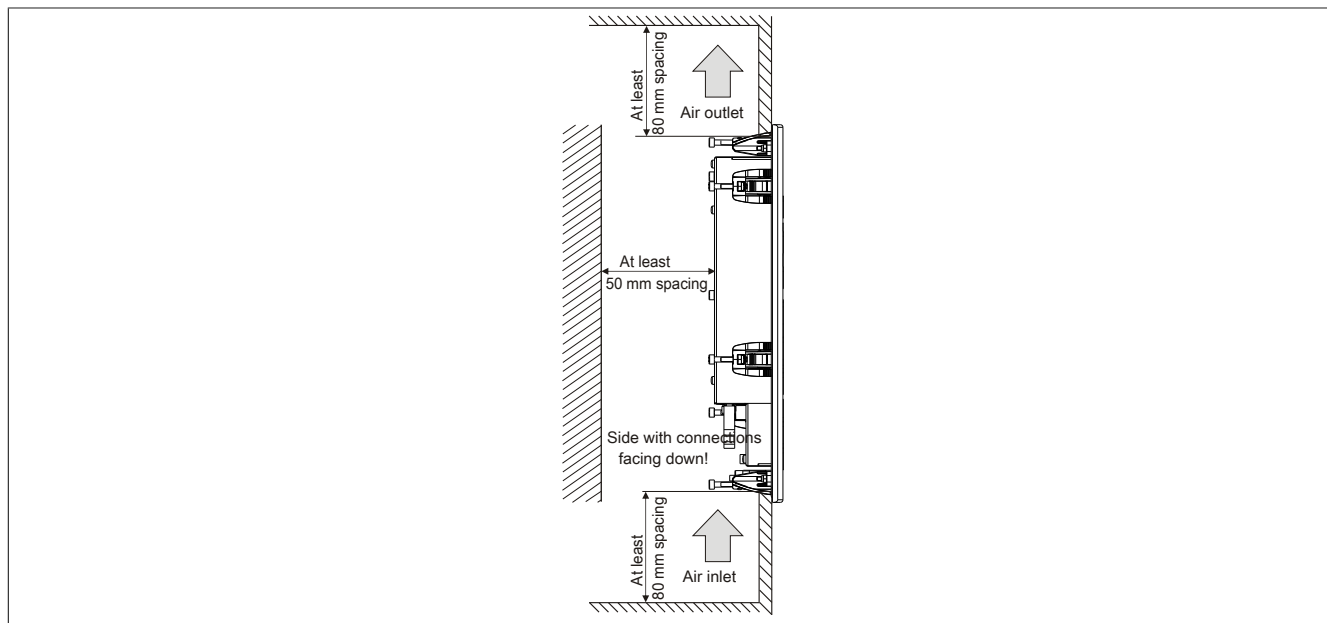 At least
80 mm spacing
Air outlet
At least
50 mm spacing
Side with connections
facing down!
At least
80 mm spacing
Air inlet